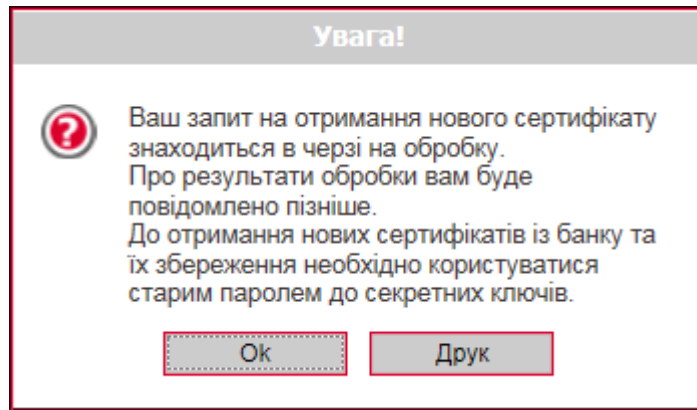 Увага!
Ваш запит на отримання нового сертифікату
знаходиться в черзі на обробку.
Про результати обробки вам буде
повідомлено пізніше.
До отримання нових сертифікатів із банку та
їх збереження необхідно користуватися
старим паролем до секретних ключів.
Ok
Друк